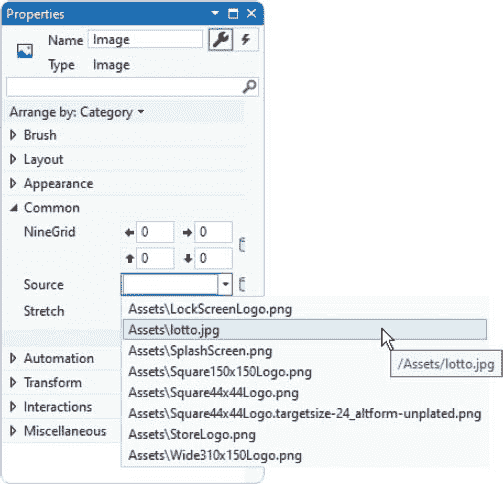 Properties
Name Image
Type Image
Arrange by: Category
Brush
Layout
Appearance
Common
NineGrid 0 0
0 0
Source
Stretch
Assets\LockScreenLogo.png
Assets\lotto.jpg
Assets\SplashScreen.png
/Assets/lotto.jpg
Assets\Square150x150Logo.png
Assets\Square44x44Logo.png
Assets\Square44x44Logo.targetsize-24_altform-unplated.png
Assets\StoreLogo.png
Assets\Wide310x150Logo.png
Automation
Transform
Interactions
Miscellaneous